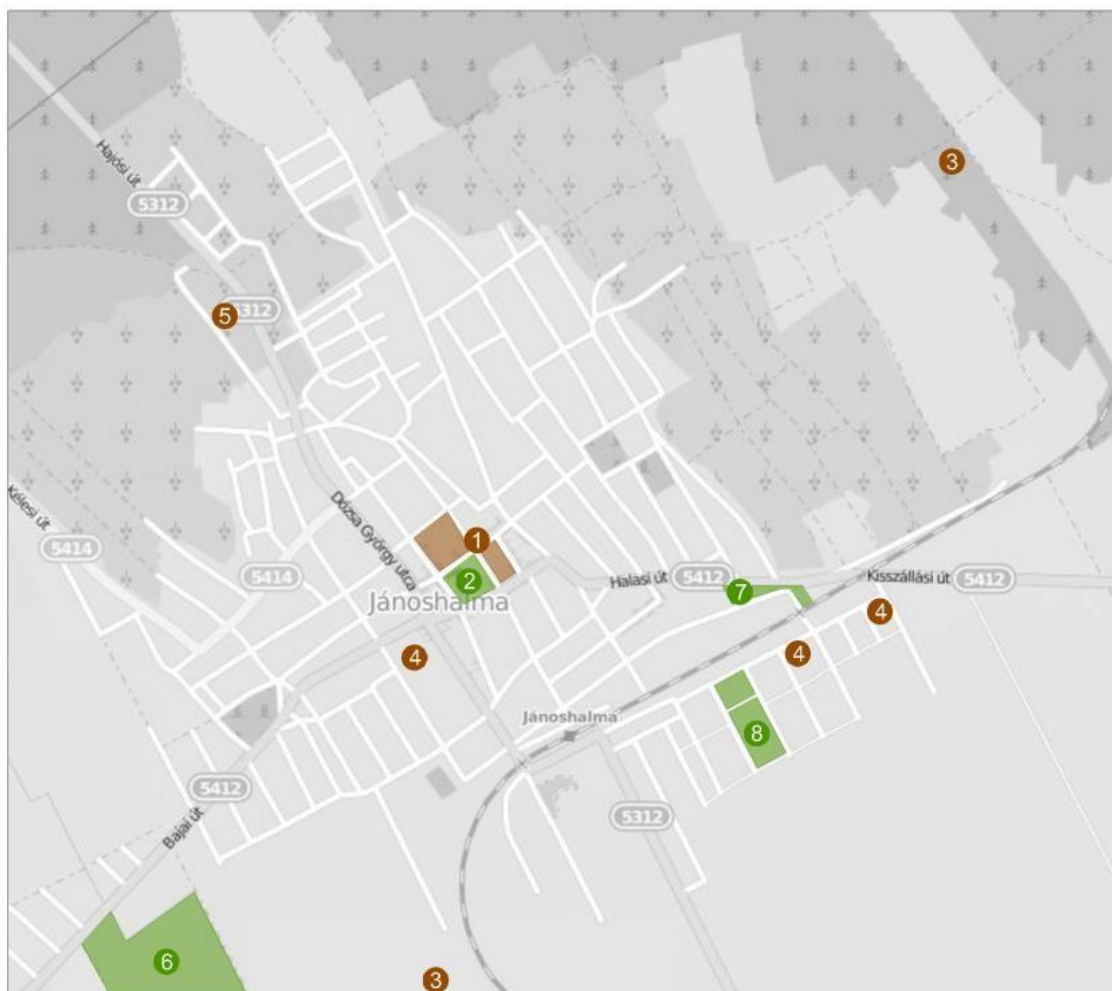 Hajósi út
3
5312
5312
5
Kélesi út
Dózsa György utca
5414
5414
1
2
Halasi út
5412
Kisszállási út
5412
7
Jánoshalma
4
4
4
Jánoshalma
8
5412
Bajai út
5312
6
3